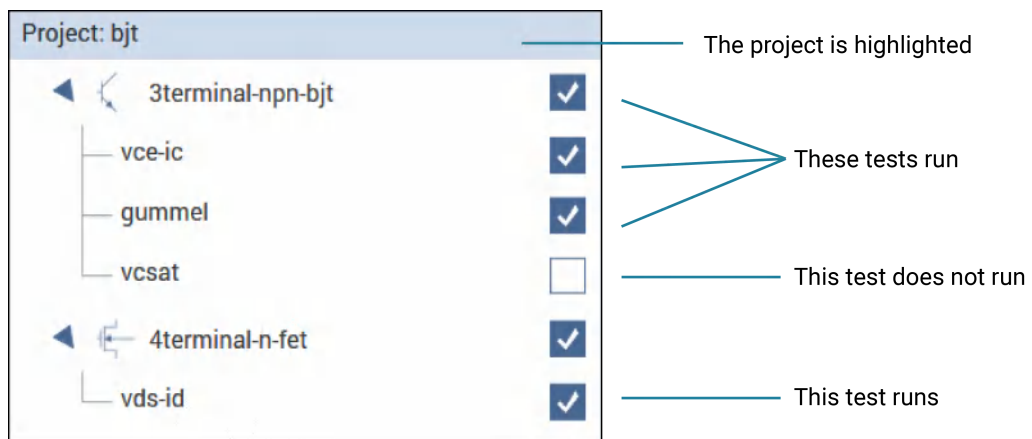 Project: bjt
The project is highlighted
3terminal-npn-bjt
vce-ic
These tests run
gummel
vcsat
This test does not run
4terminal-n-fet
vds-id
This test runs